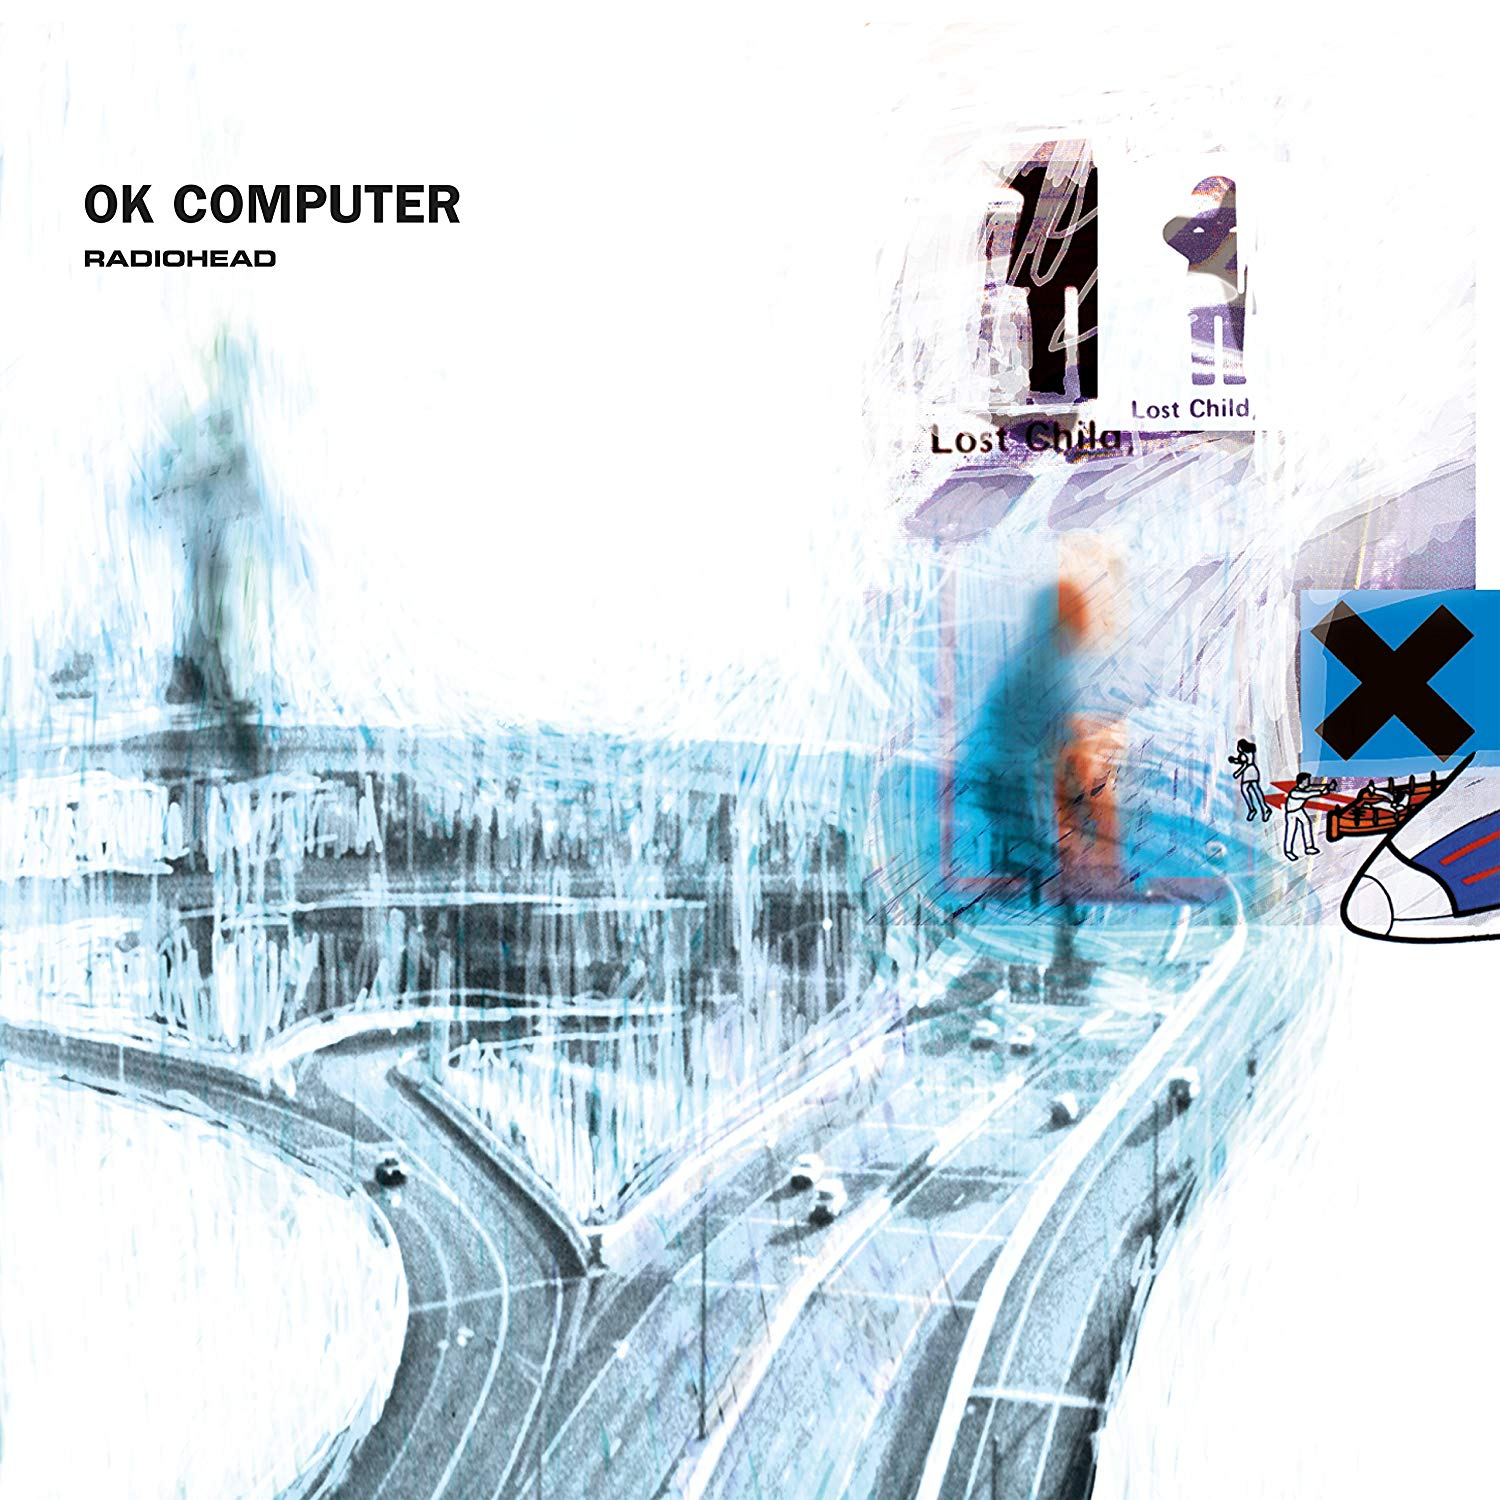 OK COMPUTER
RADIOHEAD
Lost Child,
Lost Child,